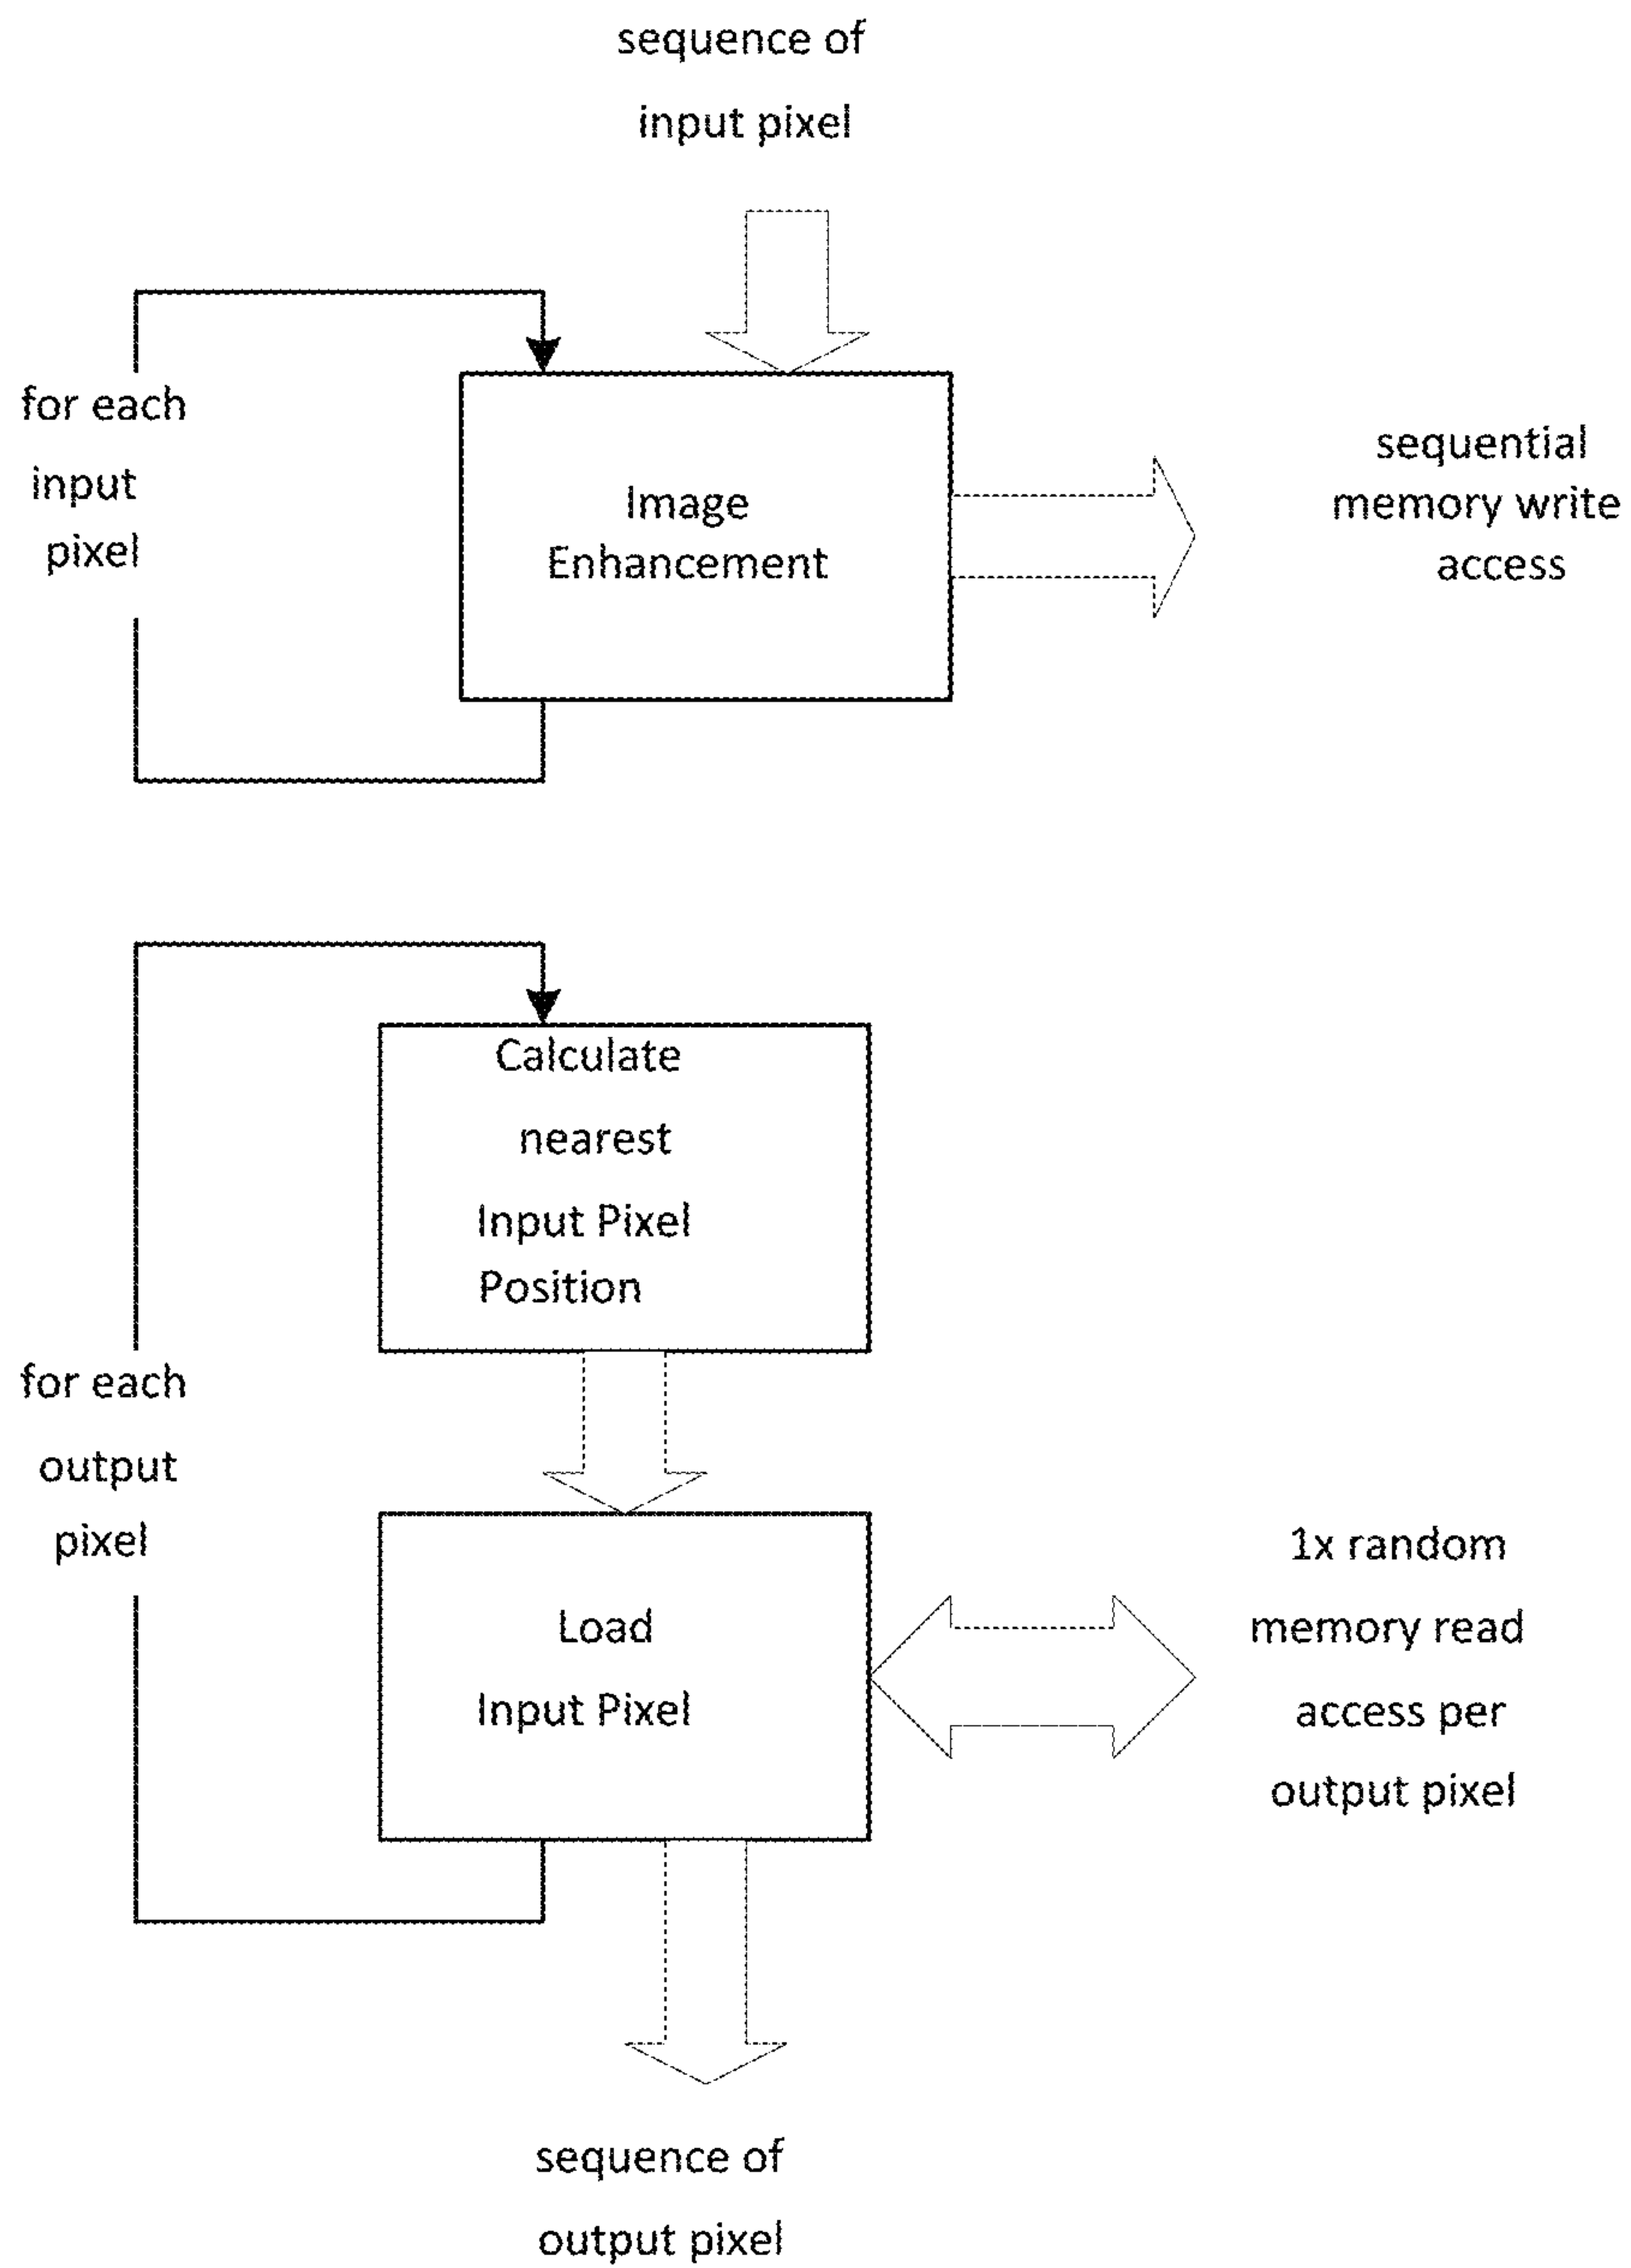 sequence of
input pixel
for each
input
pixel
Image
Enhancement
sequential
memory write
access
Calculate
nearest
Input Pixel
Position
for each
output
pixel
Load
Input Pixel
1x random
memory read
access per
output pixel
sequence of
output pixel